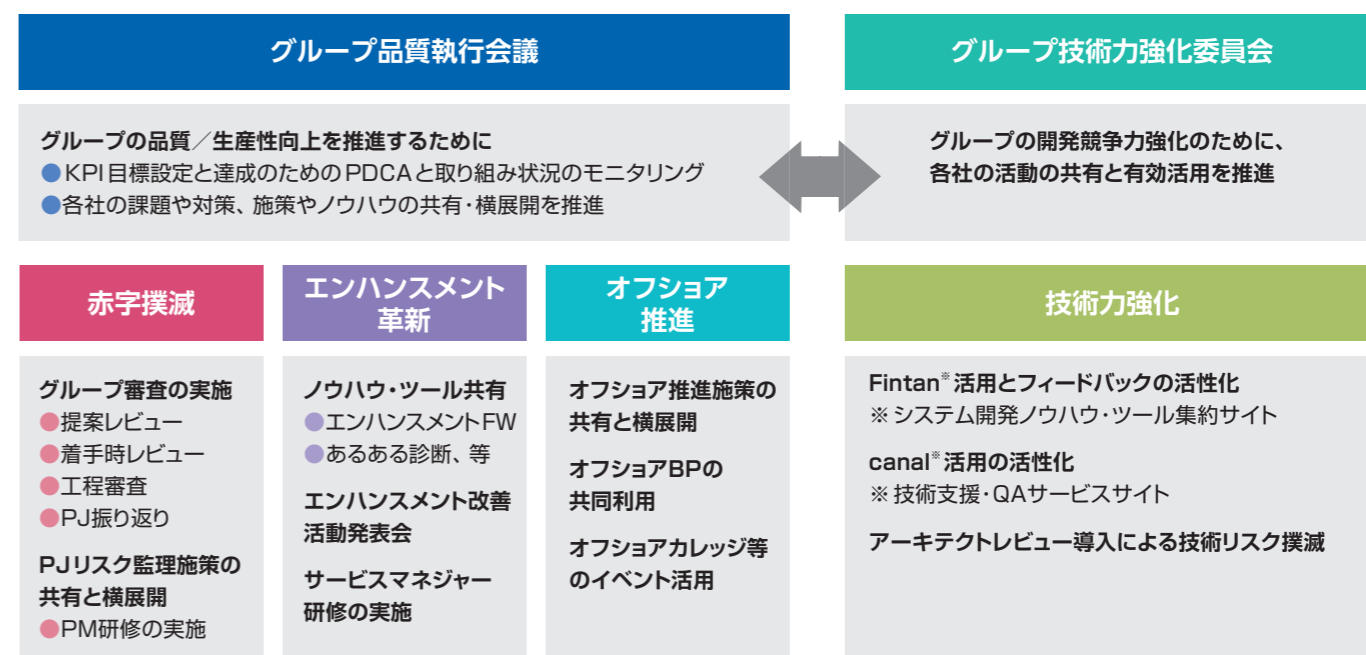 グループ品質執行会議
グループの品質／生産性向上を推進するために
●KPI目標設定と達成のためのPDCAと取り組み状況のモニタリング
●各社の課題や対策、施策やノウハウの共有・横展開を推進
グループ技術力強化委員会
グループの開発競争力強化のために、
各社の活動の共有と有効活用を推進
赤字撲滅
グループ審査の実施
●提案レビュー
●着手時レビュー
●工程審査
●PJ振り返り
PJリスク監理施策の
共有と横展開
●PM研修の実施
エンハンスメント
革新
ノウハウ・ツール共有
●エンハンスメントFW
●あるある診断、等
エンハンスメント改善
活動発表会
サービスマネジャー
研修の実施
オフショア
推進
オフショア推進施策の
共有と横展開
オフショアBPの
共同利用
オフショアカレッジ等
のイベント活用
技術力強化
Fintan※活用とフィードバックの活性化
※システム開発ノウハウ・ツール集約サイト
canal※活用の活性化
※技術支援・QAサービスサイト
アーキテクトレビュー導入による技術リスク撲滅